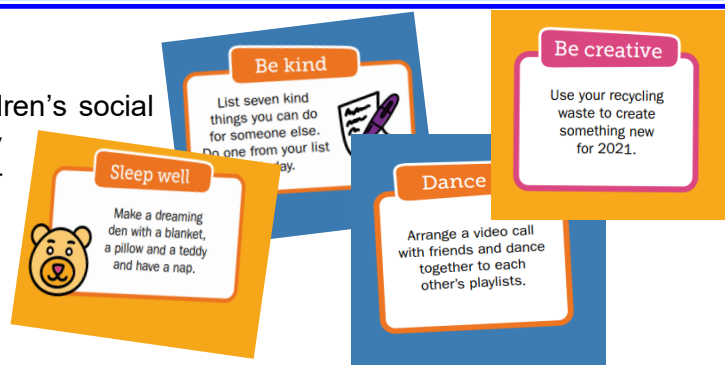 dren's social
Be kind
List seven kind
things you can do
for someone else.
Do one from your list
day.
Be creative
Use your recycling
waste to create
something new
for 2021.
Sleep well
Make a dreaming
den with a blanket,
a pillow and a teddy
and have a nap.
Dance
Arrange a video call
with friends and dance
together to each
other's playlists.